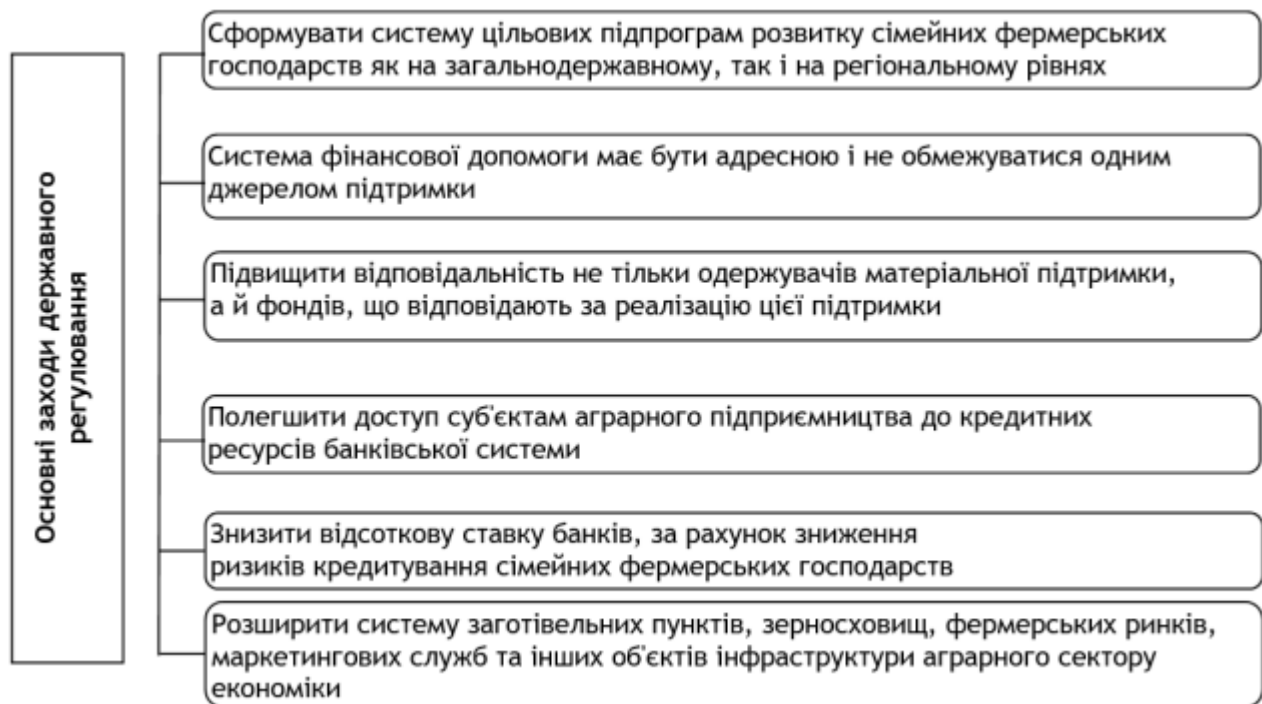 Основні заходи державного
регулювання
Сформувати систему цільових підпрограм розвитку сімейних фермерських
господарств як на загальнодержавному, так і на регіональному рівнях
Система фінансової допомоги має бути адресною і не обмежуватися одним
джерелом підтримки
Підвищити відповідальність не тільки одержувачів матеріальної підтримки,
а й фондів, що відповідають за реалізацію цієї підтримки
Полегшити доступ суб'єктам аграрного підприємництва до кредитних
ресурсів банківської системи
Знизити відсоткову ставку банків, за рахунок зниження
ризиків кредитування сімейних фермерських господарств
Розширити систему заготівельних пунктів, зерносховищ, фермерських ринків,
маркетингових служб та інших об'єктів інфраструктури аграрного сектору
економіки